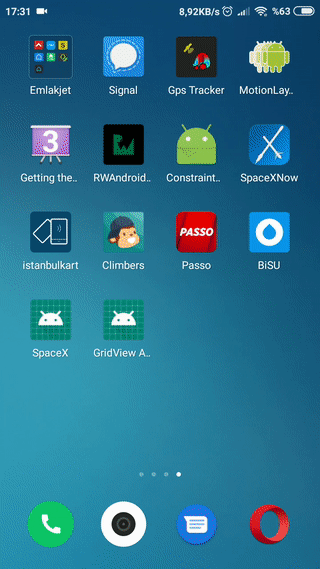 17:31 8,92KB/s %63
Emlakjet Signal Gps Tracker MotionLay..
3
Getting the.. RWAndroid.. Constraint.. SpaceXNow
PASSO
istanbulkart Climbers Passo BiSU
SpaceX GridView A..